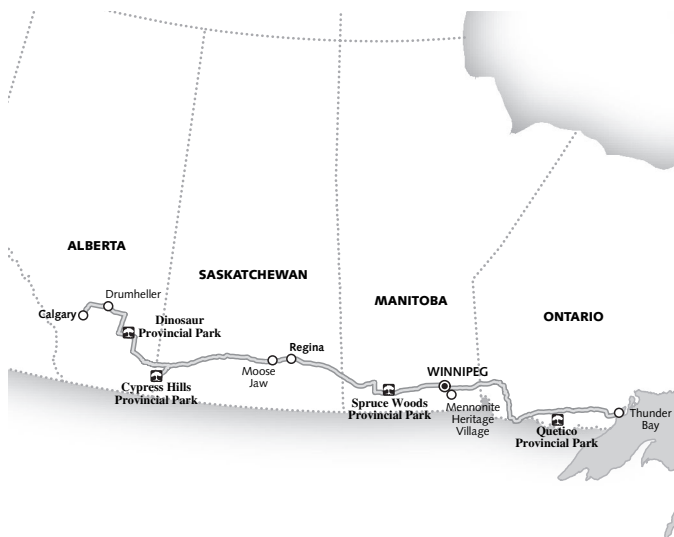 ALBERTA
SASKATCHEWAN
MANITOBA
ONTARIO
Drumheller
Calgary
Dinosaur
Provincial Park
Cypress Hills
Provincial Park
Regina
Moose
Jaw
WINNIPEG
Spruce Woods
Provincial Park
Mennonite
Heritage
Village
Quetico
Provincial Park
Thunder
Bay